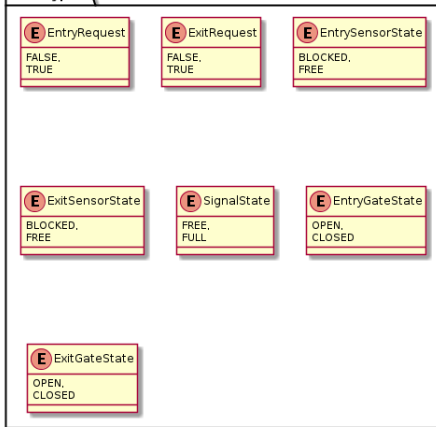 E EntryRequest
FALSE,
TRUE
E ExitRequest
FALSE,
TRUE
E EntrySensorState
BLOCKED,
FREE
E ExitSensorState
BLOCKED,
FREE
E SignalState
FREE,
FULL
E EntryGateState
OPEN,
CLOSED
E ExitGateState
OPEN,
CLOSED